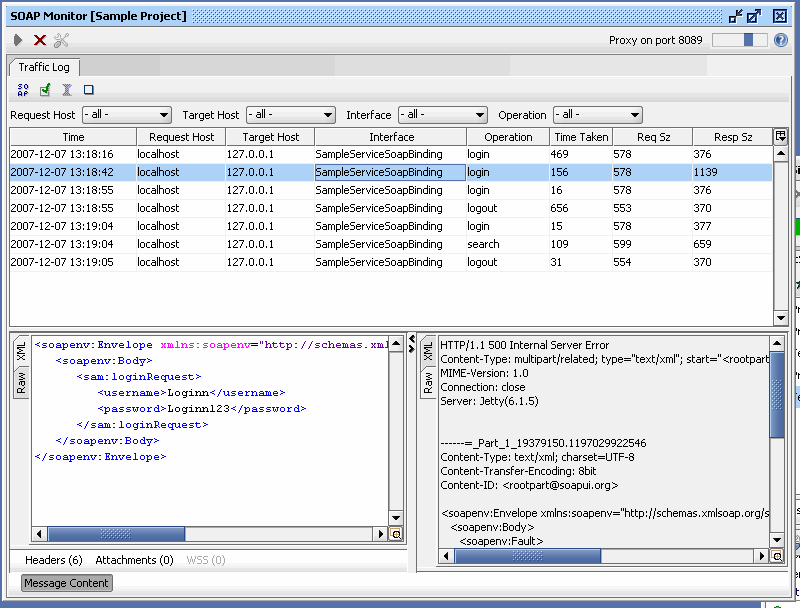 SOAP Monitor [Sample Project]
Proxy on port 8089
Traffic Log
SO
AP
Request Host - all - Target Host - all - Interface - all - Operation - all -
Time Request Host Target Host Interface Operation Time Taken Req Sz Resp Sz
2007-12-07 13:18:16 localhost 127.0.0.1 SampleServiceSoapBinding login 469 578 376
2007-12-07 13:18:42 localhost 127.0.0.1 SampleServiceSoapBinding login 156 578 1139
2007-12-07 13:18:55 localhost 127.0.0.1 SampleServiceSoapBinding login 16 578 376
2007-12-07 13:18:55 localhost 127.0.0.1 SampleServiceSoapBinding logout 656 553 370
2007-12-07 13:19:04 localhost 127.0.0.1 SampleServiceSoapBinding login 15 578 377
2007-12-07 13:19:04 localhost 127.0.0.1 SampleServiceSoapBinding search 109 599 659
2007-12-07 13:19:05 localhost 127.0.0.1 SampleServiceSoapBinding logout 31 554 370
XML
Raw
<soapenv:Envelope xmlns:soapenv="http://schemas.xml
<soapenv:Body>
<sam:loginRequest>
<username>Loginn</username>
<password>Loginn123</password>
</sam:loginRequest>
</soapenv:Body>
</soapenv:Envelope>
XML
Raw
HTTP/1.1 500 Internal Server Error
Content-Type: multipart/related; type="text/xml"; start="<rootpart
MIME-Version: 1.0
Connection: close
Server: Jetty(6.1.5)
------=_Part_1_19379150.1197029922546
Content-Type: text/xml; charset=UTF-8
Content-Transfer-Encoding: 8bit
Content-ID: <rootpart@soapui.org>
<soapenv:Envelope xmlns:soapenv="http://schemas.xmlsoap.org/s
<soapenv:Body>
<soapenv:Fault>
Headers (6) Attachments (0) WSS (0)
Message Content